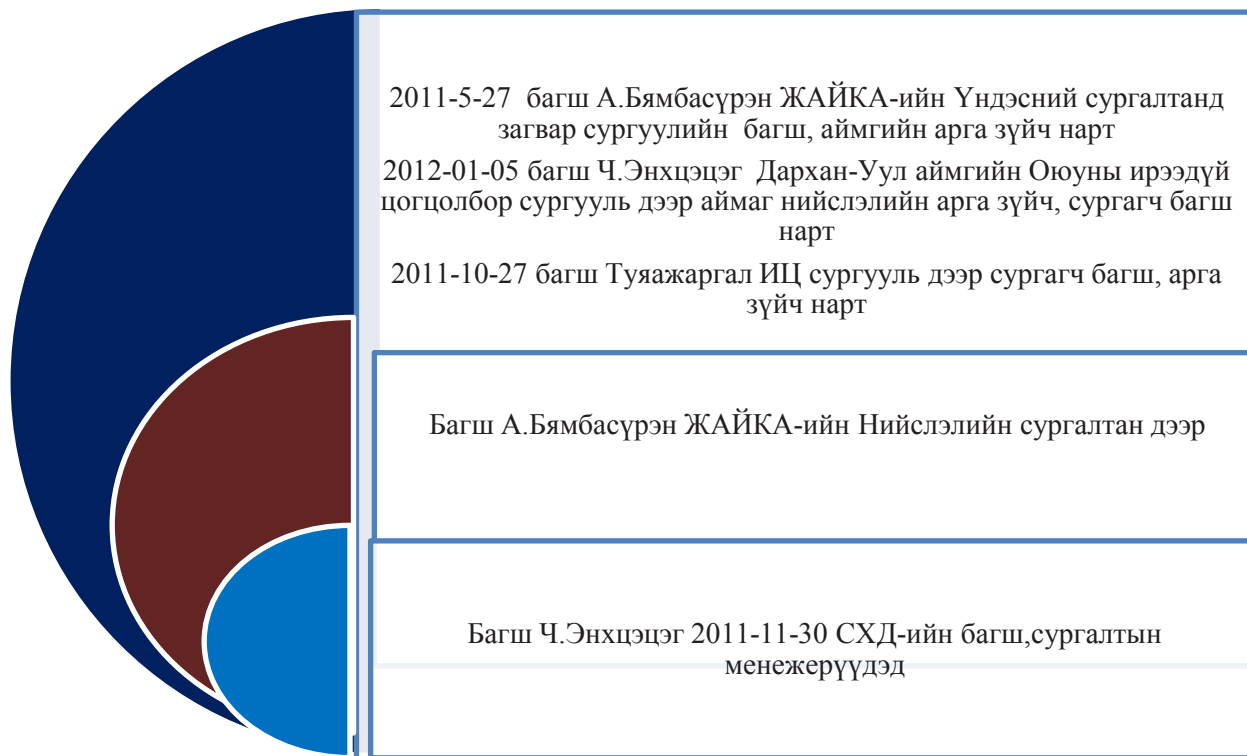 2011-5-27 багш А.Бямбасүрэн ЖАЙКА-ийн Үндэсний сургалтанд
загвар сургуулийн багш, аймгийн арга зүйч нарт
2012-01-05 багш Ч.Энхцэцэг Дархан-Уул аймгийн Оюуны ирээдүй
цогцолбор сургууль дээр аймаг нийслэлийн арга зүйч, сургагч багш
нарт
2011-10-27 багш Туяажаргал ИЦ сургууль дээр сургагч багш, арга
зүйч нарт
Багш А.Бямбасүрэн ЖАЙКА-ийн Нийслэлийн сургалтан дээр
Багш Ч.Энхцэцэг 2011-11-30 СХД-ийн багш,сургалтын
менежерүүдэд